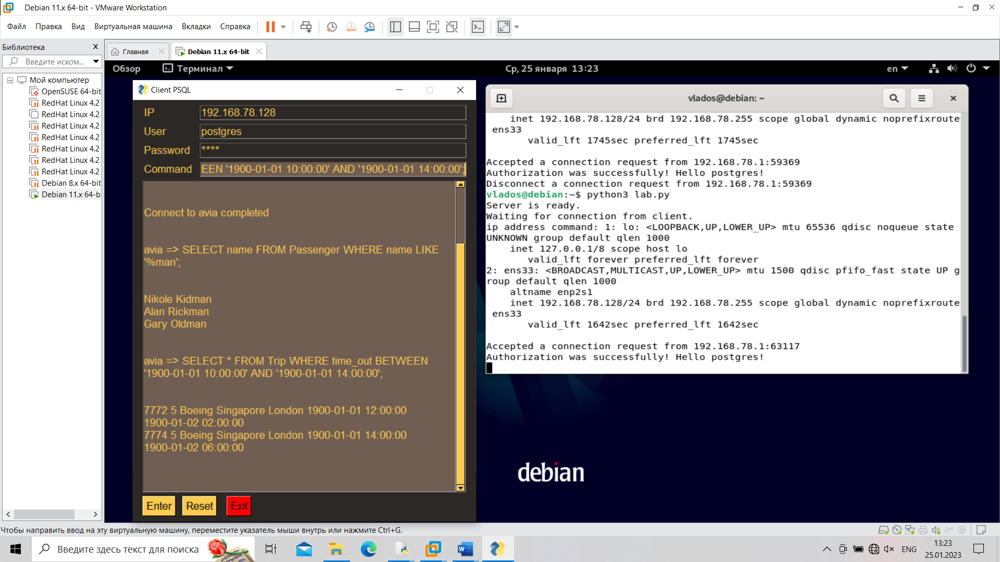 Debian 11.x 64-bit - VMware Workstation
Файл Правка Вид Виртуальная машина Вкладки Справка
Библиотека
Введите иском...
Мой компьютер
OpenSUSE 64-bit
RedHat Linux 4.2
RedHat Linux 4.2
RedHat Linux 4.2
RedHat Linux 4.2
RedHat Linux 4.2
RedHat Linux 4.2
RedHat Linux 4.2
Debian 8.x 64-bit
Debian 11.x 64-b
Главная
Debian 11.x 64-bit
Обзор Терминал Ср, 25 января 13:23 en
Client PSQL
IP 192.168.78.128
User postgres
Password ****
Command EEN '1900-01-01 10:00:00' AND '1900-01-01 14:00:00';
Connect to avia completed
avia => SELECT name FROM Passenger WHERE name LIKE
'%man';
Nikole Kidman
Alan Rickman
Gary Oldman
avia => SELECT * FROM Trip WHERE time_out BETWEEN
'1900-01-01 10:00:00' AND '1900-01-01 14:00:00';
7772 5 Boeing Singapore London 1900-01-01 12:00:00
1900-01-02 02:00:00
7774 5 Boeing Singapore London 1900-01-01 14:00:00
1900-01-02 06:00:00
Enter Reset Exit
vlados@debian: ~
inet 192.168.78.128/24 brd 192.168.78.255 scope global dynamic noprefixroute
ens33
valid_lft 1745sec preferred_lft 1745sec
Accepted a connection request from 192.168.78.1:59369
Authorization was successfully! Hello postgres!
Disconnect a connection request from 192.168.78.1:59369
vlados@debian:~$ python3 lab.py
Server is ready.
Waiting for connection from client.
ip address command: 1: lo: <LOOPBACK,UP,LOWER_UP> mtu 65536 qdisc noqueue state
UNKNOWN group default qlen 1000
inet 127.0.0.1/8 scope host lo
valid_lft forever preferred_lft forever
2: ens33: <BROADCAST,MULTICAST,UP,LOWER_UP> mtu 1500 qdisc pfifo_fast state UP g
roup default qlen 1000
altname enp2s1
inet 192.168.78.128/24 brd 192.168.78.255 scope global dynamic noprefixroute
ens33
valid_lft 1642sec preferred_lft 1642sec
Accepted a connection request from 192.168.78.1:63117
Authorization was successfully! Hello postgres!
debian
Чтобы направить ввод на эту виртуальную машину, переместите указатель мыши внутрь или нажмите Ctrl+G.
Введите здесь текст для поиска
ENG
13:23
25.01.2023